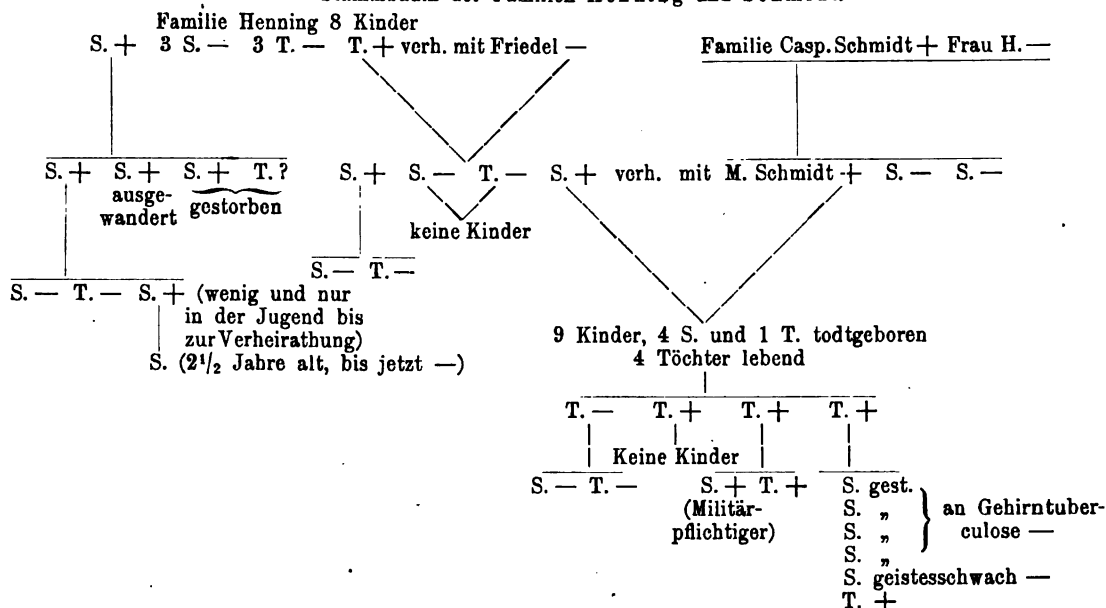 Familie Henning 8 Kinder
S. + 3 S. — 3 T. — T. + verh. mit Friedel —
Familie Casp. Schmidt + Frau H. —
S. + S. + S. + T. ?
ausge-
wandert
gestorben
S. + S. — T. — S. + verh. mit M. Schmidt + S. — S. —
keine Kinder
S. — T. —
S. — T. — S. + (wenig und nur
in der Jugend bis
zur Verheirathung)
S. (2½ Jahre alt, bis jetzt —)
9 Kinder, 4 S. und 1 T. todtgeboren
4 Töchter lebend
T. — T. + T. + T. +
Keine Kinder
S. — T. — S. + T. +
(Militär-
pflichtiger)
S. gest.
S. „
S. „
S. „
an Gehirntuber-
culose —
S. geistesschwach —
T. +